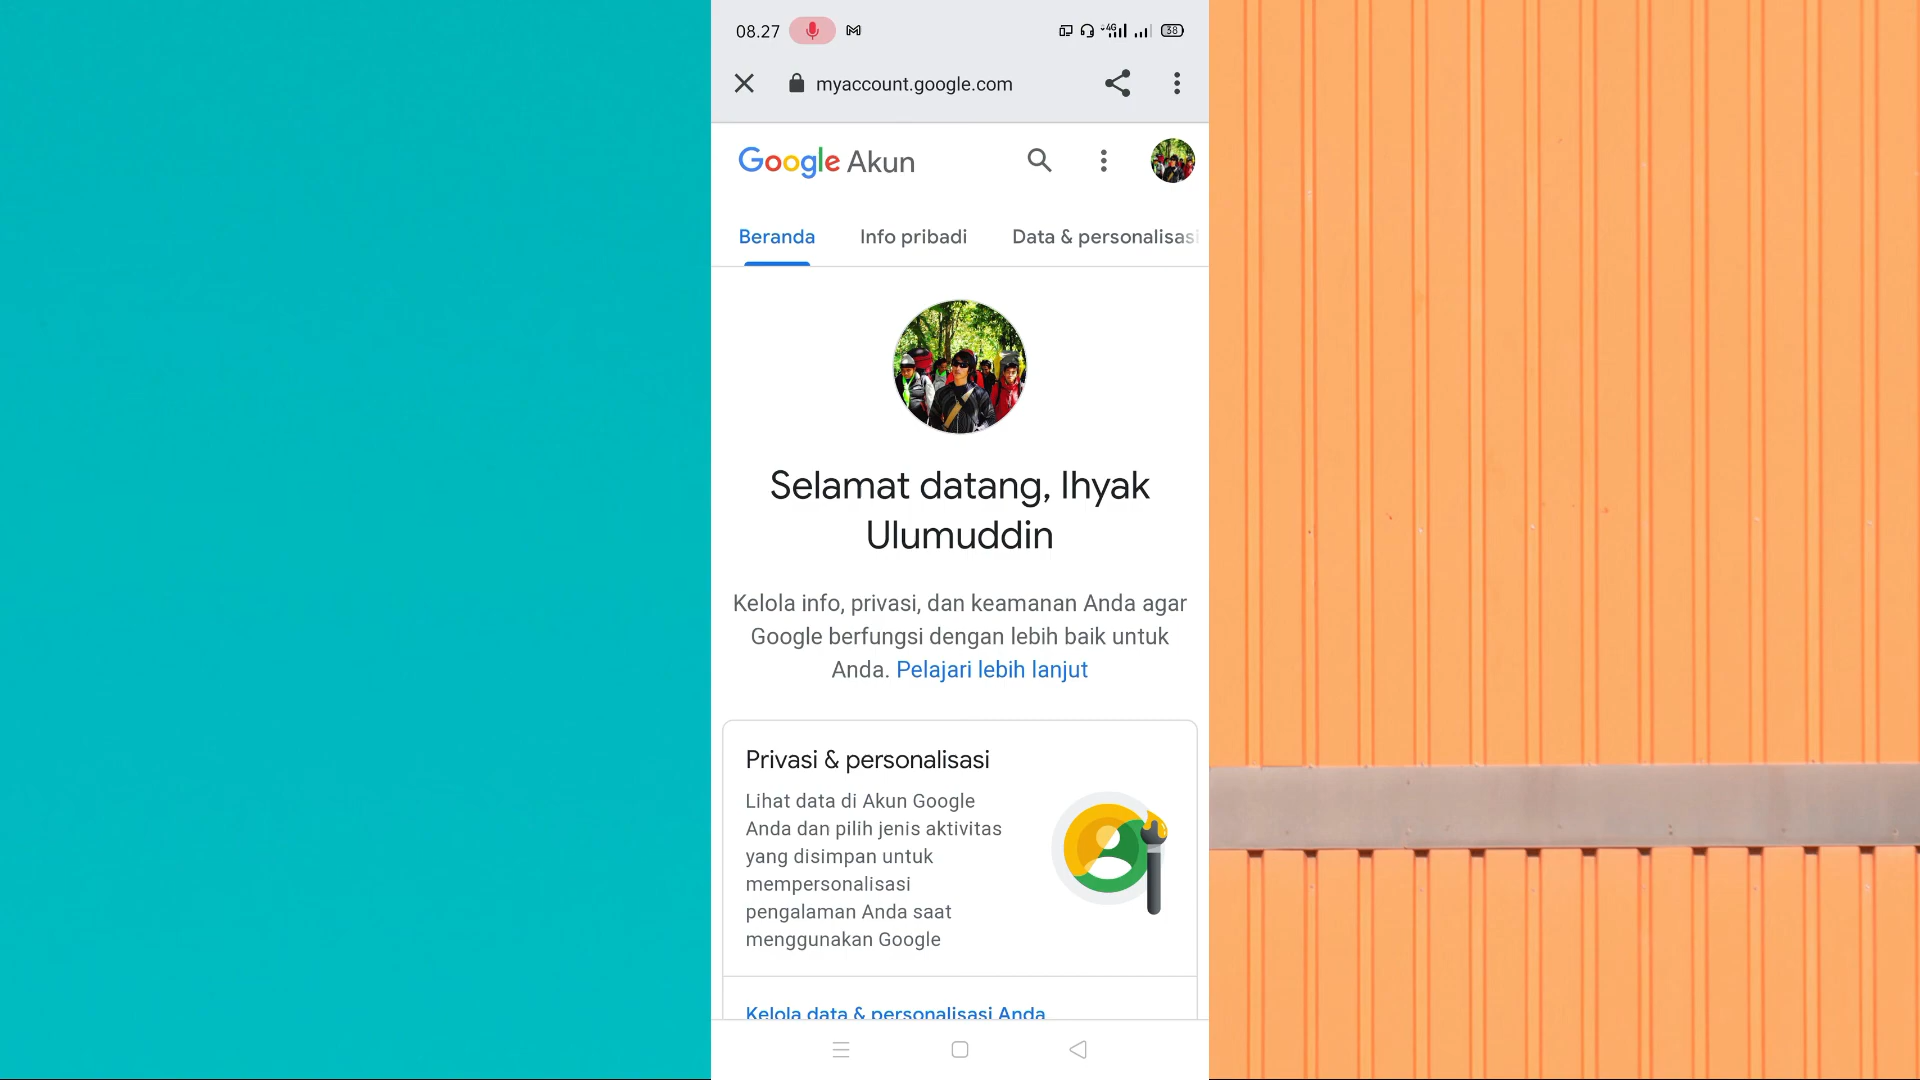 08.27 4G 38
myaccount.google.com
Google Akun
Beranda Info pribadi Data & personalisasi
Selamat datang, Ihyak
Ulumuddin
Kelola info, privasi, dan keamanan Anda agar
Google berfungsi dengan lebih baik untuk
Anda. Pelajari lebih lanjut
Privasi & personalisasi
Lihat data di Akun Google
Anda dan pilih jenis aktivitas
yang disimpan untuk
mempersonalisasi
pengalaman Anda saat
menggunakan Google
Kelola data & personalisasi Anda